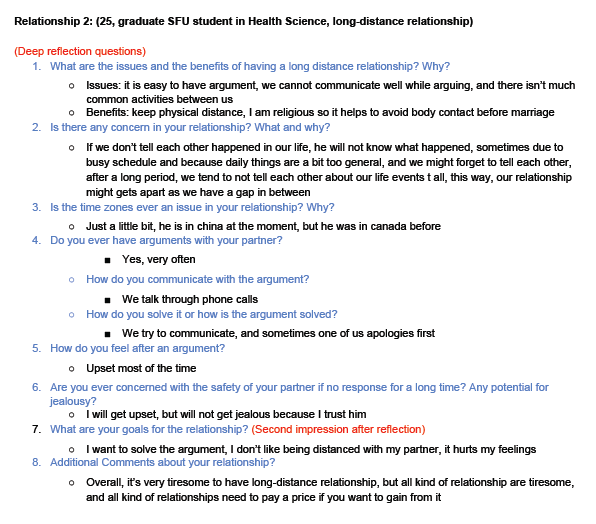 Relationship 2: (25, graduate SFU student in Health Science, long-distance relationship)
(Deep reflection questions)
1. What are the issues and the benefits of having a long distance relationship? Why?
o Issues: it is easy to have argument, we cannot communicate well while arguing, and there isn't much
common activities between us
o Benefits: keep physical distance, I am religious so it helps to avoid body contact before marriage
2. Is there any concern in your relationship? What and why?
o If we don't tell each other happened in our life, he will not know what happened, sometimes due to
busy schedule and because daily things are a bit too general, and we might forget to tell each other,
after a long period, we tend to not tell each other about our life events t all, this way, our relationship
might gets apart as we have a gap in between
3. Is the time zones ever an issue in your relationship? Why?
o Just a little bit, he is in china at the moment, but he was in canada before
4. Do you ever have arguments with your partner?
■ Yes, very often
o How do you communicate with the argument?
■ We talk through phone calls
o How do you solve it or how is the argument solved?
■ We try to communicate, and sometimes one of us apologies first
5. How do you feel after an argument?
o Upset most of the time
6. Are you ever concerned with the safety of your partner if no response for a long time? Any potential for
jealousy?
o I will get upset, but will not get jealous because I trust him
7. What are your goals for the relationship? (Second impression after reflection)
o I want to solve the argument, I don't like being distanced with my partner, it hurts my feelings
8. Additional Comments about your relationship?
o Overall, it's very tiresome to have long-distance relationship, but all kind of relationship are tiresome,
and all kind of relationships need to pay a price if you want to gain from it